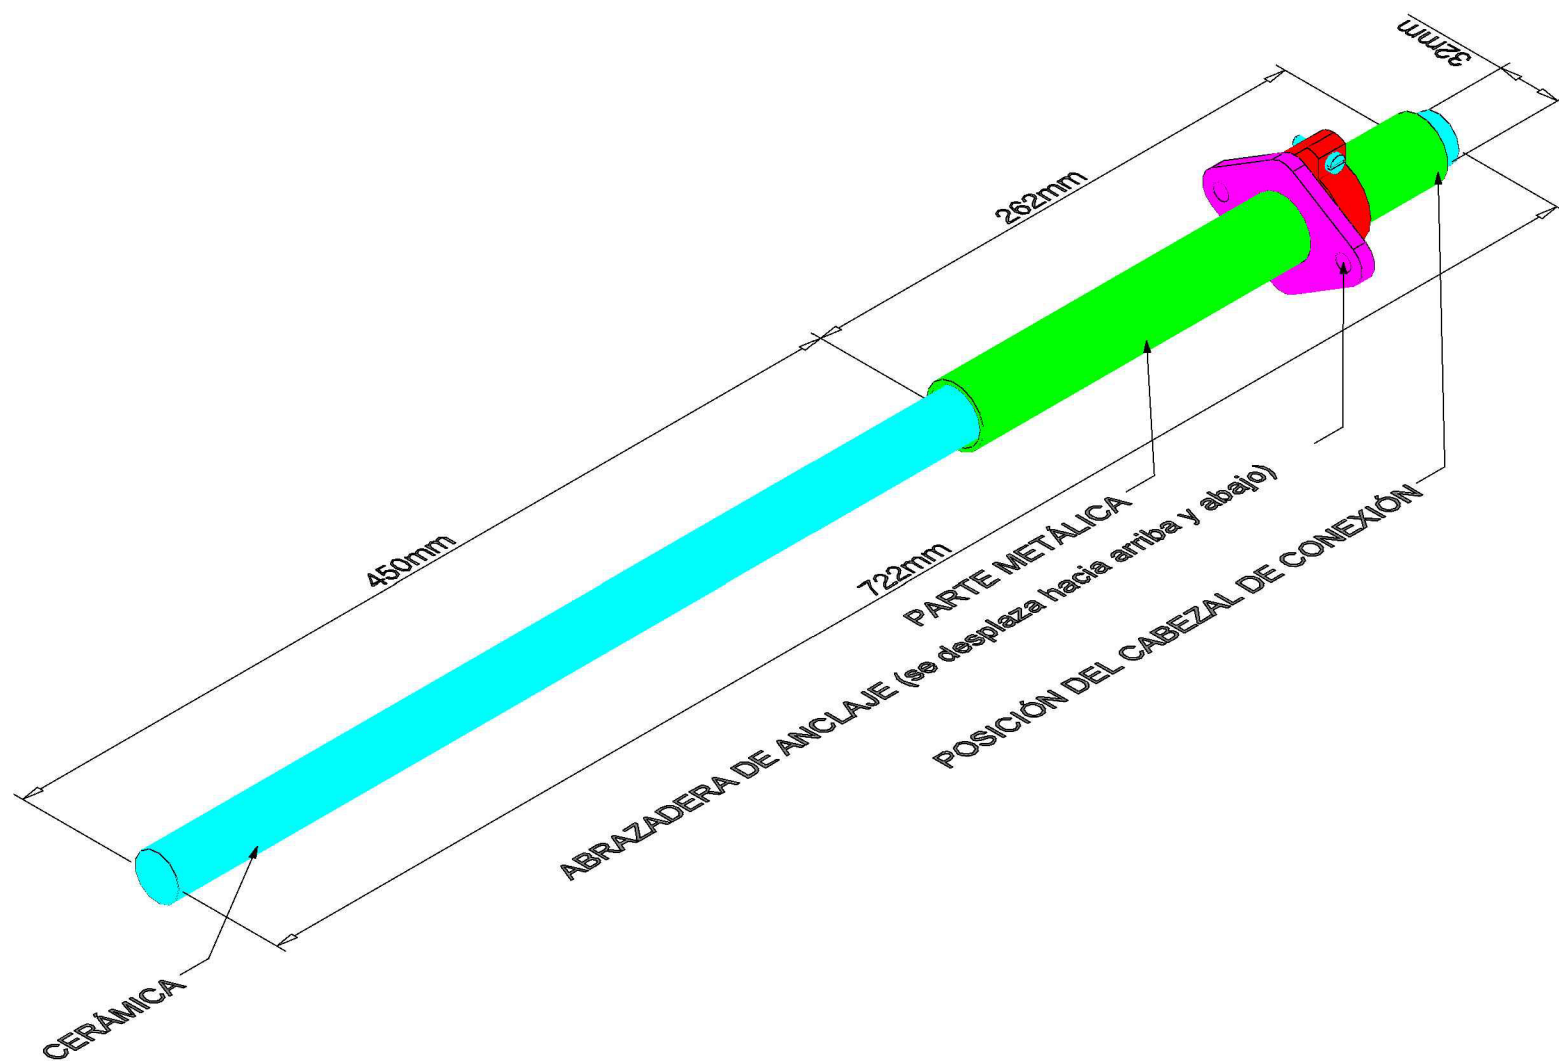 32mm
262mm
450mm
722mm
PARTE METÁLICA
ABRAZADERA DE ANCLAJE (se desplaza hacia arriba y abajo)
POSICIÓN DEL CABEZAL DE CONEXIÓN
CERÁMICA